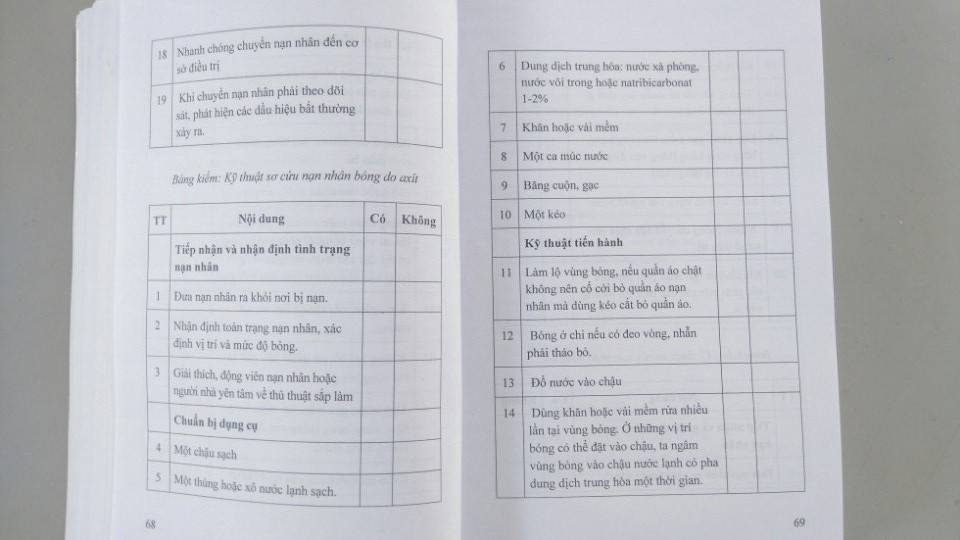 18 Nhanh chóng chuyển nạn nhân đến cơ
sở điều trị
19 Khi chuyển nạn nhân phải theo dõi
sát, phát hiện các dấu hiệu bất thường
xảy ra.
Bảng kiểm: Kỹ thuật sơ cứu nạn nhân bỏng do axit
TT Nội dung Có Không
Tiếp nhận và nhận định tình trạng
nạn nhân
1 Đưa nạn nhân ra khỏi nơi bị nạn.
2 Nhận định toàn trạng nạn nhân, xác
định vị trí và mức độ bỏng.
3 Giải thích, động viên nạn nhân hoặc
người nhà yên tâm về thủ thuật sắp làm
Chuẩn bị dụng cụ
4 Một chậu sạch
5 Một thùng hoặc xô nước lạnh sạch.
68
6 Dung dịch trung hòa: nước xà phòng,
nước vôi trong hoặc natribicarbonat
1-2%
7 Khăn hoặc vải mềm
8 Một ca múc nước
9 Băng cuộn, gạc
10 Một kéo
Kỹ thuật tiến hành
11 Làm lộ vùng bỏng, nếu quần áo chật
không nên cố cởi bỏ quần áo nạn
nhân mà dùng kéo cắt bỏ quần áo.
12 Bỏng ở chi nếu có đeo vòng, nhẫn
phải tháo bỏ.
13 Đổ nước vào chậu
14 Dùng khăn hoặc vải mềm rửa nhiều
lần tại vùng bỏng. Ở những vị trí
bỏng có thể đặt vào chậu, ta ngâm
vùng bỏng vào chậu nước lạnh có pha
dung dịch trung hòa một thời gian.
69